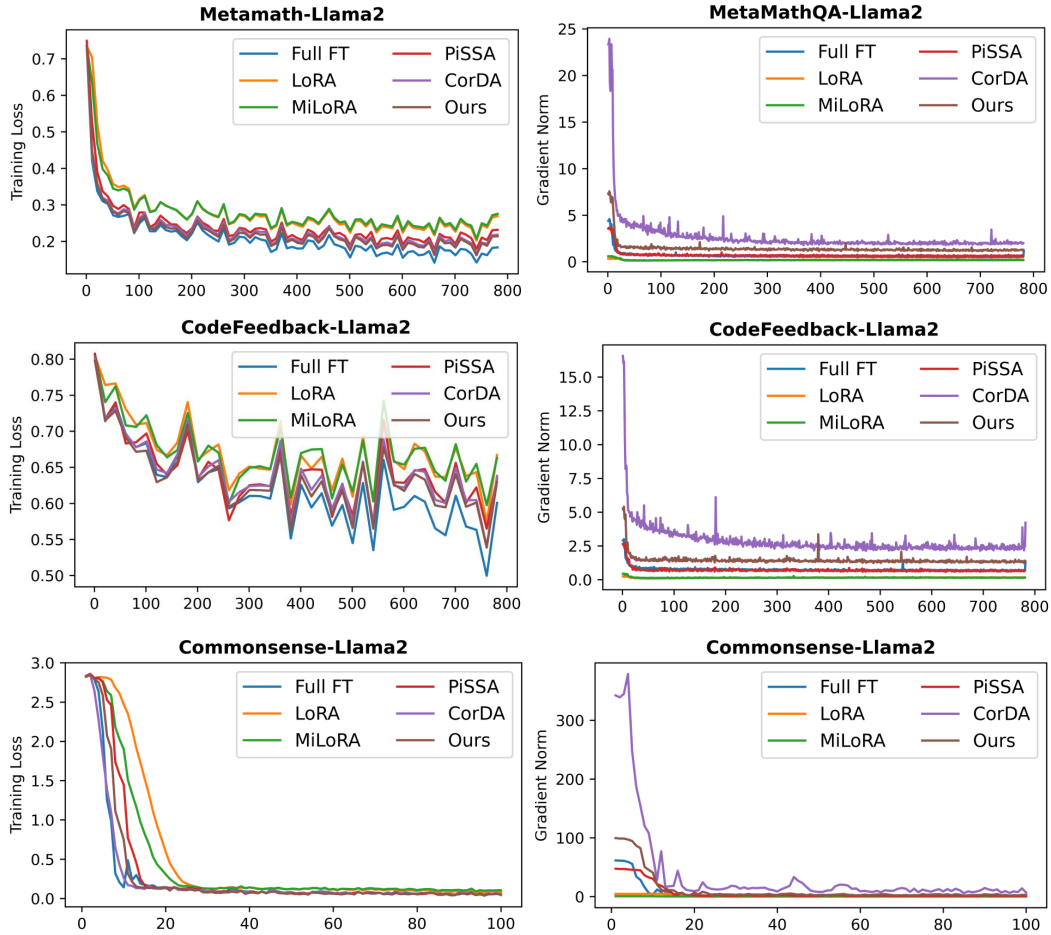 Metamath-Llama2
Training Loss
0.7
0.6
0.5
0.4
0.3
0.2
Full FT
LoRA
MiLoRA
PiSSA
CorDA
Ours
0 100 200 300 400 500 600 700 800
MetaMathQA-Llama2
Gradient Norm
25
20
15
10
5
0
Full FT
LoRA
MiLoRA
PiSSA
CorDA
Ours
0 100 200 300 400 500 600 700 800
CodeFeedback-Llama2
Training Loss
0.80
0.75
0.70
0.65
0.60
0.55
0.50
Full FT
LoRA
MiLoRA
PiSSA
CorDA
Ours
0 100 200 300 400 500 600 700 800
CodeFeedback-Llama2
Gradient Norm
15.0
12.5
10.0
7.5
5.0
2.5
0.0
Full FT
LoRA
MiLoRA
PiSSA
CorDA
Ours
0 100 200 300 400 500 600 700 800
Commonsense-Llama2
Training Loss
3.0
2.5
2.0
1.5
1.0
0.5
0.0
Full FT
LoRA
MiLoRA
PiSSA
CorDA
Ours
0 20 40 60 80 100
Commonsense-Llama2
Gradient Norm
300
200
100
0
Full FT
LoRA
MiLoRA
PiSSA
CorDA
Ours
0 20 40 60 80 100